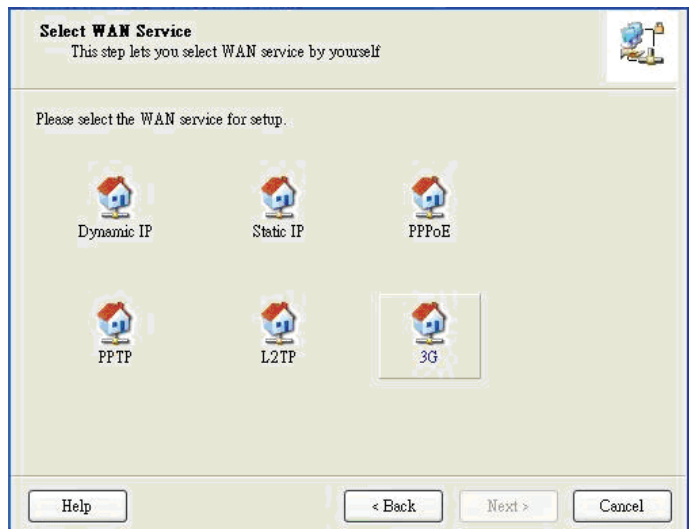 Select WAN Service
This step lets you select WAN service by yourself
Please select the WAN service for setup.
Dynamic IP
Static IP
PPPoE
PPTP
L2TP
3G
Help
< Back
Next >
Cancel